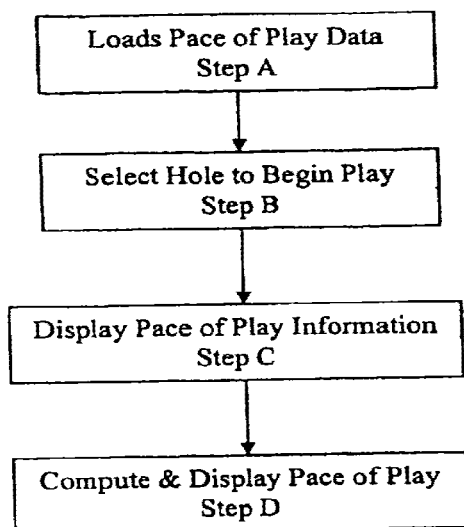 Loads Pace of Play Data
Step A
Select Hole to Begin Play
Step B
Display Pace of Play Information
Step C
Compute & Display Pace of Play
Step D